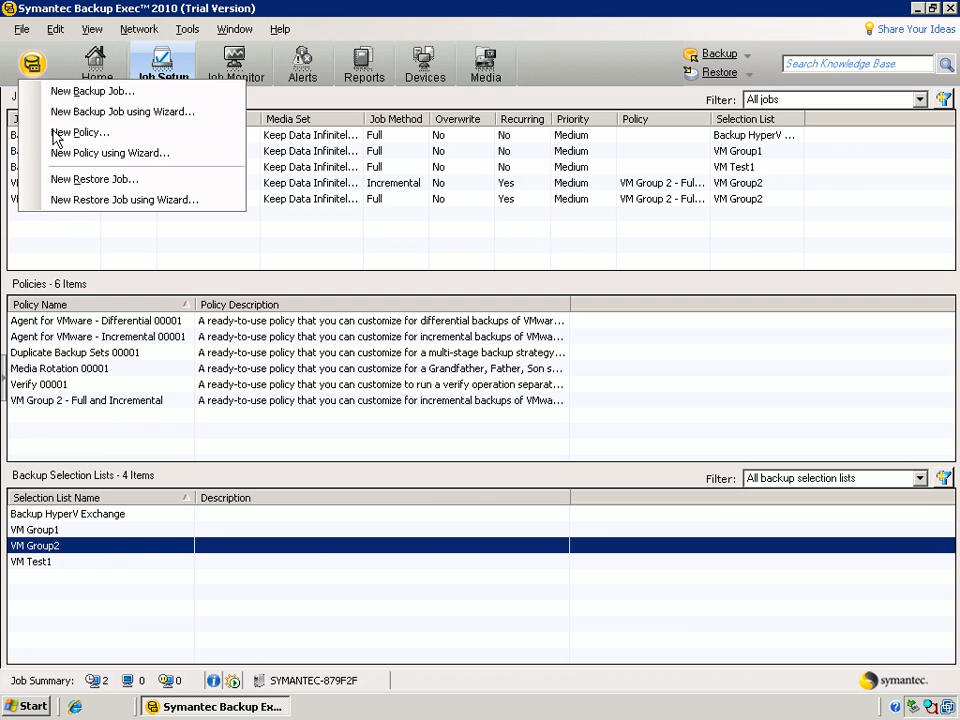 Symantec Backup Exec™ 2010 (Trial Version)
File Edit View Network Tools Window Help
Share Your Ideas
Home Job Setup Job Monitor Alerts Reports Devices Media
Backup
Restore
Search Knowledge Base
New Backup Job...
New Backup Job using Wizard...
New Policy...
New Policy using Wizard...
New Restore Job...
New Restore Job using Wizard...
Filter: All jobs
Media Set Job Method Overwrite Recurring Priority Policy Selection List
Keep Data Infinitel... Full No No Medium Backup HyperV ...
Keep Data Infinitel... Full No No Medium VM Group1
Keep Data Infinitel... Full No No Medium VM Test1
Keep Data Infinitel... Incremental No Yes Medium VM Group 2 - Ful... VM Group2
Keep Data Infinitel... Full No Yes Medium VM Group 2 - Ful... VM Group2
Policies - 6 Items
Policy Name Policy Description
Agent for VMware - Differential 00001 A ready-to-use policy that you can customize for differential backups of VMwar...
Agent for VMware - Incremental 00001 A ready-to-use policy that you can customize for incremental backups of VMwa...
Duplicate Backup Sets 00001 A ready-to-use policy that you can customize for a multi-stage backup strategy...
Media Rotation 00001 A ready-to-use policy that you can customize for a Grandfather, Father, Son s...
Verify 00001 A ready-to-use policy that you can customize to run a verify operation separat...
VM Group 2 - Full and Incremental A ready-to-use policy that you can customize for incremental backups of VMwa...
Backup Selection Lists - 4 Items
Filter: All backup selection lists
Selection List Name Description
Backup HyperV Exchange
VM Group1
VM Group2
VM Test1
Job Summary: 2 0 0 SYMANTEC-879F2F symantec.
Start Symantec Backup Ex...